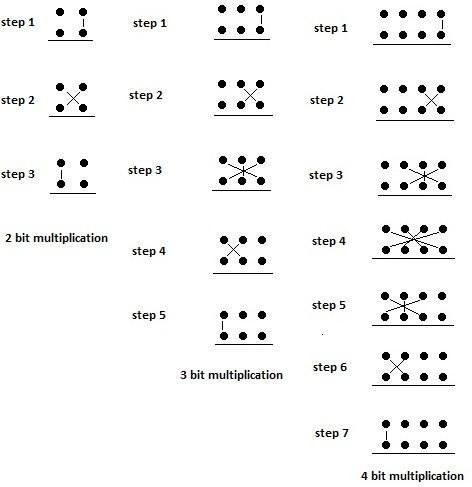 step 1
step 2
step 3
2 bit multiplication
step 1
step 2
step 3
step 4
step 5
3 bit multiplication
step 1
step 2
step 3
step 4
step 5
step 6
step 7
4 bit multiplication